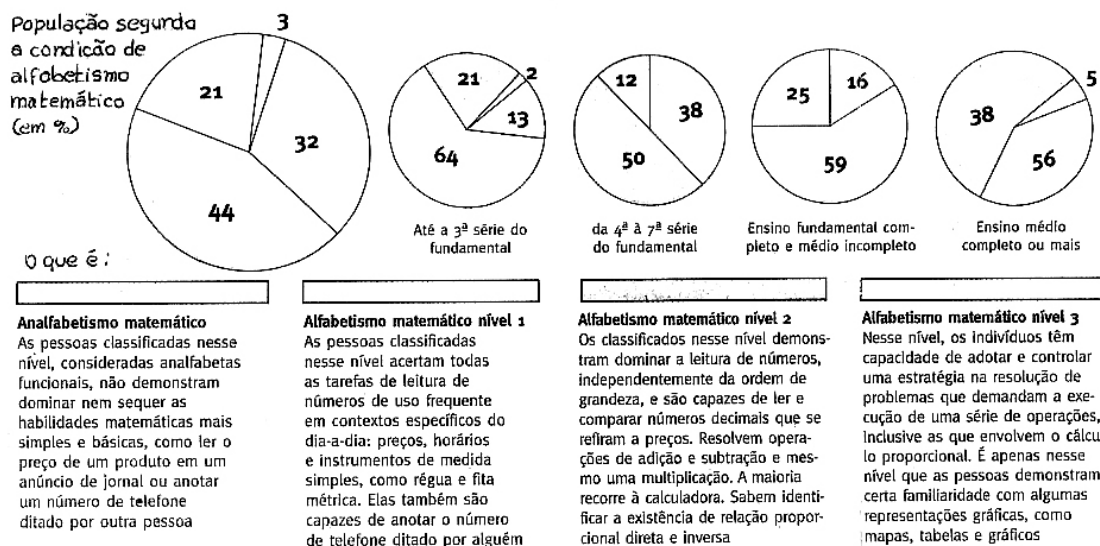 População segundo
a condição de
alfabetismo
matemático
(em %)
3
21
32
44
21
2
13
64
Até a 3ª série do
fundamental
12
38
50
da 4ª à 7ª série
do fundamental
25
16
59
Ensino fundamental com-
pleto e médio incompleto
38
5
56
Ensino médio
completo ou mais
O que é:
Analfabetismo matemático
As pessoas classificadas nesse
nível, consideradas analfabetas
funcionais, não demonstram
dominar nem sequer as
habilidades matemáticas mais
simples e básicas, como ler o
preço de um produto em um
anúncio de jornal ou anotar
um número de telefone
ditado por outra pessoa
Alfabetismo matemático nível 1
As pessoas classificadas
nesse nível acertam todas
as tarefas de leitura de
números de uso frequente
em contextos específicos do
dia-a-dia: preços, horários
e instrumentos de medida
simples, como régua e fita
métrica. Elas também são
capazes de anotar o número
de telefone ditado por alguém
Alfabetismo matemático nível 2
Os classificados nesse nível demons-
tram dominar a leitura de números,
independentemente da ordem de
grandeza, e são capazes de ler e
comparar números decimais que se
refiram a preços. Resolvem opera-
ções de adição e subtração e mes-
mo uma multiplicação. A maioria
recorre à calculadora. Sabem identi-
ficar a existência de relação propor-
cional direta e inversa
Alfabetismo matemático nível 3
Nesse nível, os indivíduos têm
capacidade de adotar e controlar
uma estratégia na resolução de
problemas que demandam a exe-
cução de uma série de operações,
inclusive as que envolvem o cálcu
lo proporcional. É apenas nesse
nível que as pessoas demonstram
certa familiaridade com algumas
representações gráficas, como
mapas, tabelas e gráficos